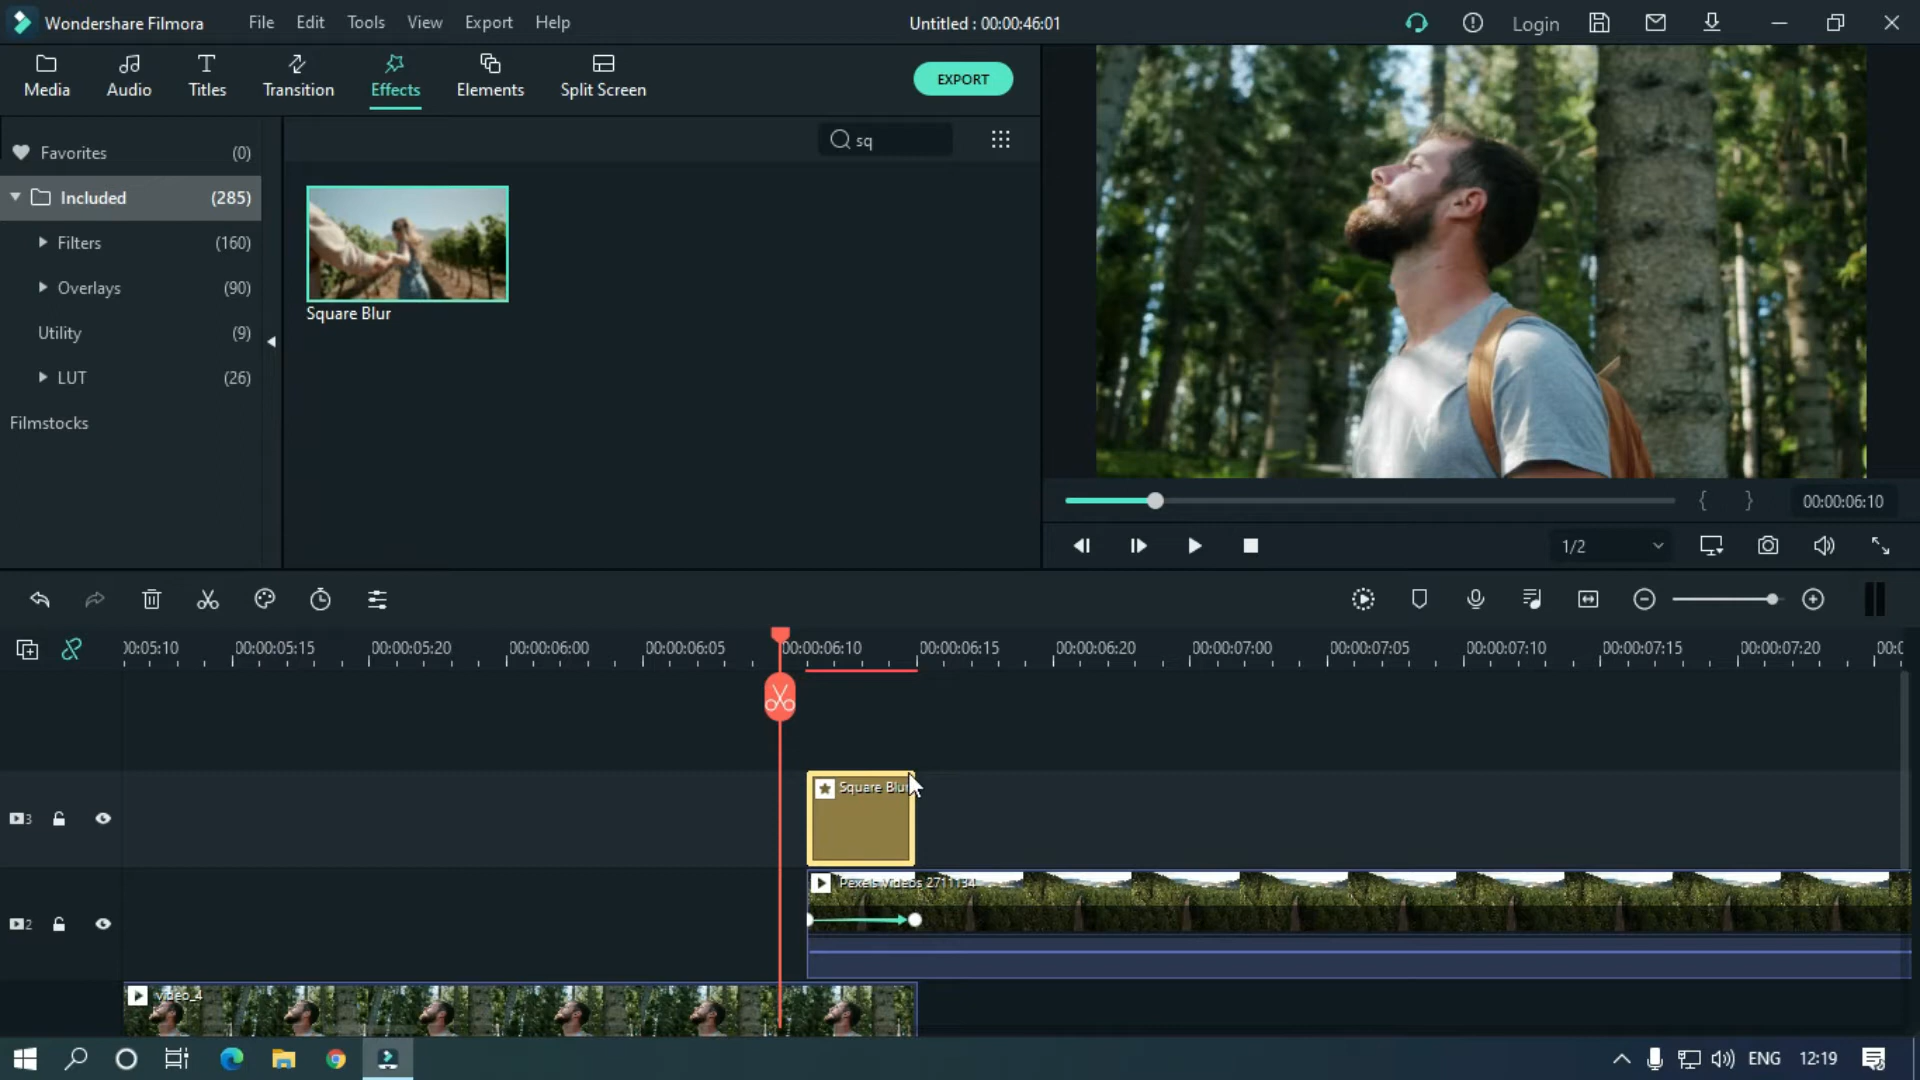 Wondershare Filmora File Edit Tools View Export Help Untitled : 00:00:46:01 Login
Media Audio Titles Transition Effects Elements Split Screen EXPORT
sq
Favorites (0)
Included (285)
Filters (160)
Overlays (90)
Utility (9)
LUT (26)
Filmstocks
Square Blur
{ } 00:00:06:10
1/2
00:00:05:15 00:00:05:20 00:00:06:00 00:00:06:05 00:00:06:10 00:00:06:15 00:00:06:20 00:00:07:00 00:00:07:05 00:00:07:10 00:00:07:15 00:00:07:20
Square Blur
3
Pexels Videos 2711134
2
video_4
ENG 12:19